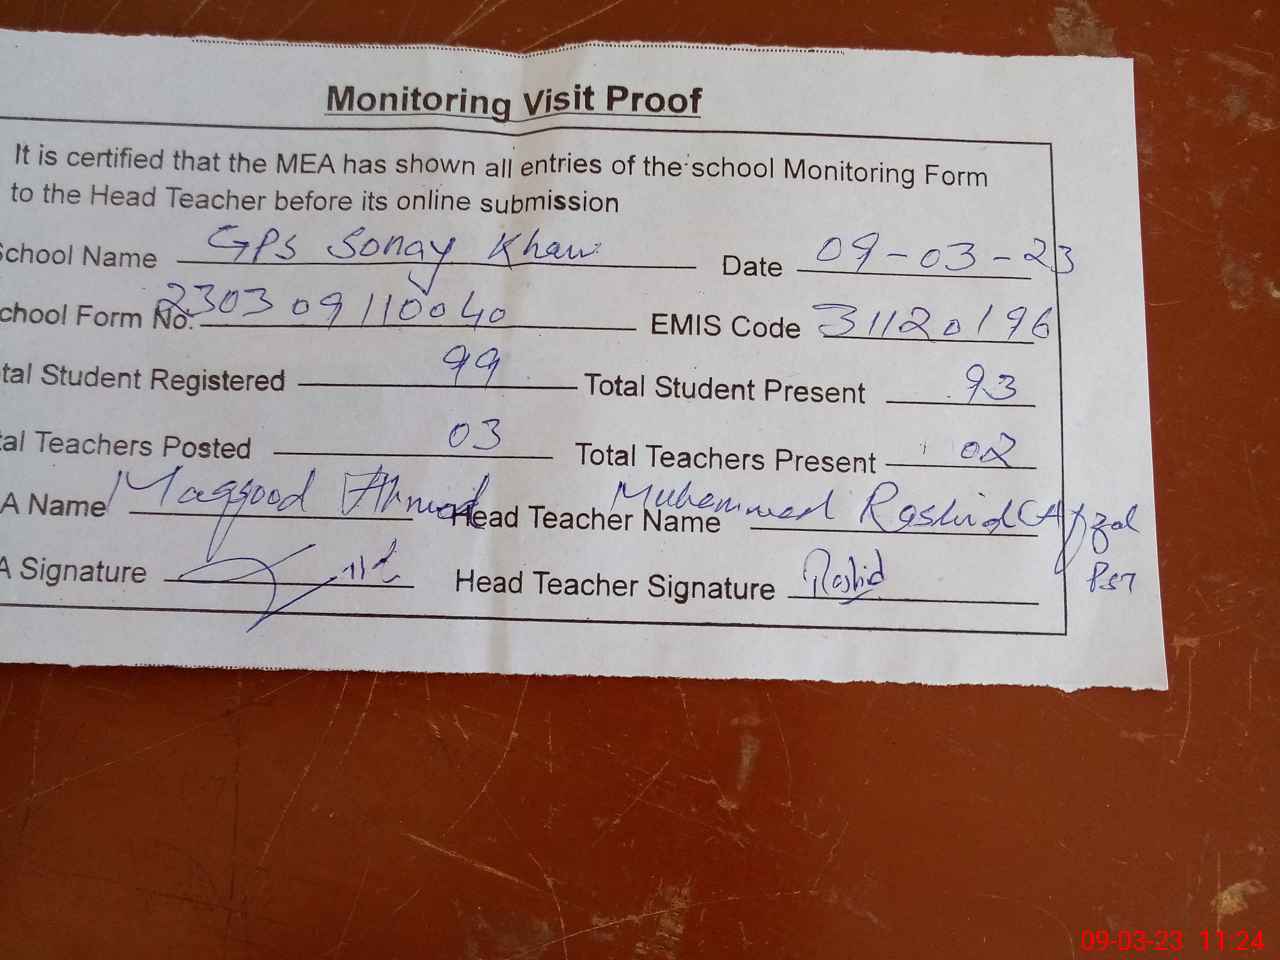 Monitoring Visit Proof
It is certified that the MEA has shown all entries of the school Monitoring Form
to the Head Teacher before its online submission
School Name GPS Sonay Khan Date 09-03-23
chool Form No. 230309110040 EMIS Code 31120196
tal Student Registered 99 Total Student Present 93
al Teachers Posted 03 Total Teachers Present 02
A Name Maqsood Ahmad Head Teacher Name Muhammad Rashid Afzal
PST
A Signature Head Teacher Signature Rashid
09-03-23 11:24